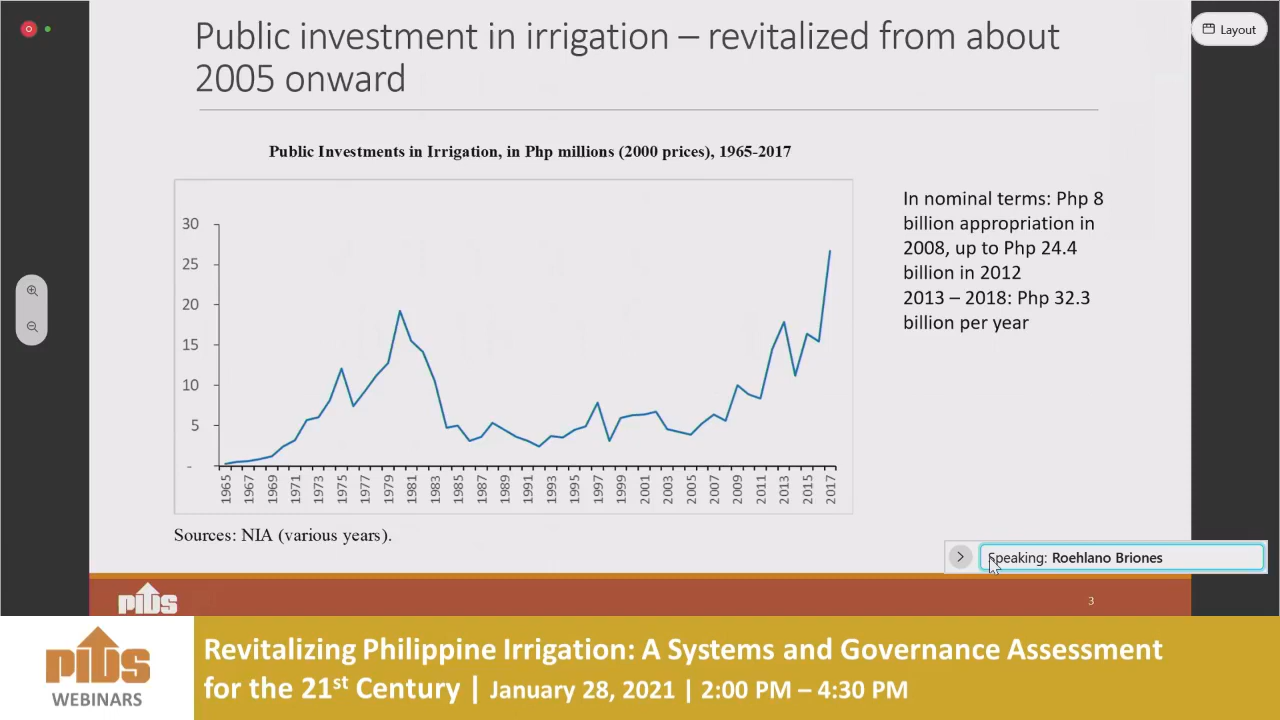 Layout
Public investment in irrigation – revitalized from about
2005 onward
Public Investments in Irrigation, in Php millions (2000 prices), 1965-2017
30
25
20
15
10
5
-
1965
1967
1969
1971
1973
1975
1977
1979
1981
1983
1985
1987
1989
1991
1993
1995
1997
1999
2001
2003
2005
2007
2009
2011
2013
2015
2017
In nominal terms: Php 8
billion appropriation in
2008, up to Php 24.4
billion in 2012
2013 – 2018: Php 32.3
billion per year
Sources: NIA (various years).
Speaking: Roehlano Briones
PIDS
3
PIDS
WEBINARS
Revitalizing Philippine Irrigation: A Systems and Governance Assessment
for the 21st Century | January 28, 2021 | 2:00 PM – 4:30 PM